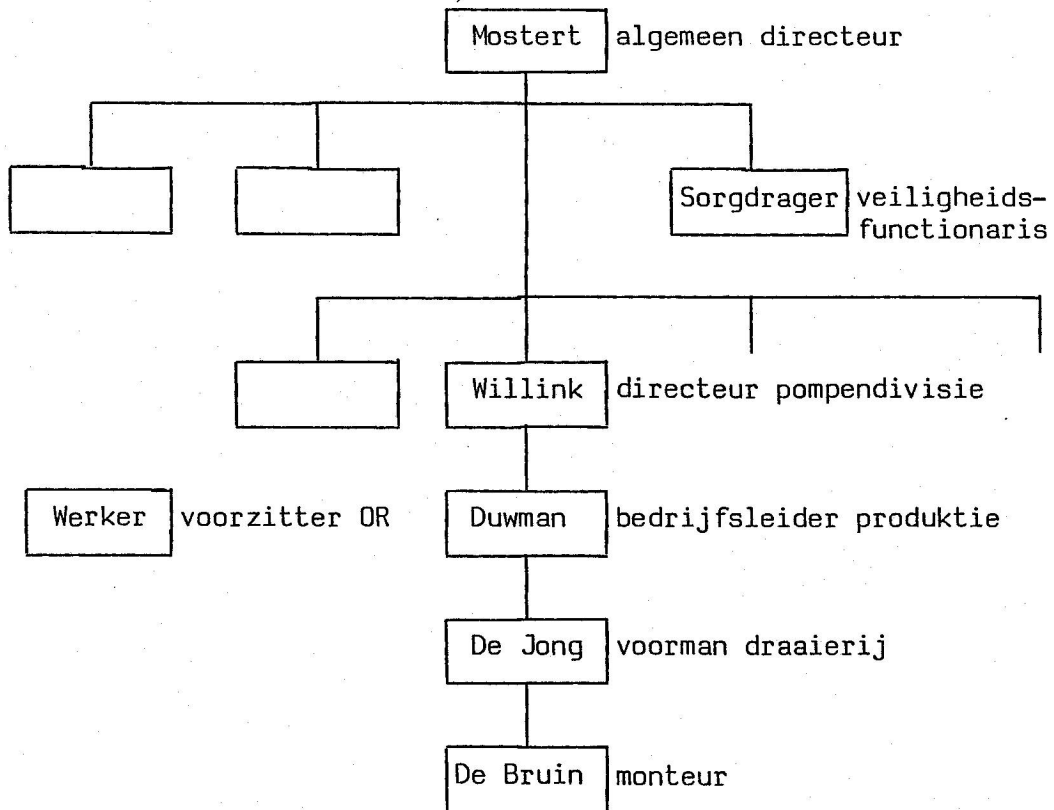 Mostert algemeen directeur
Sorgdrager veiligheids-
functionaris
Willink directeur pompendivisie
Werker voorzitter OR
Duwman bedrijfsleider produktie
De Jong voorman draaierij
De Bruin monteur